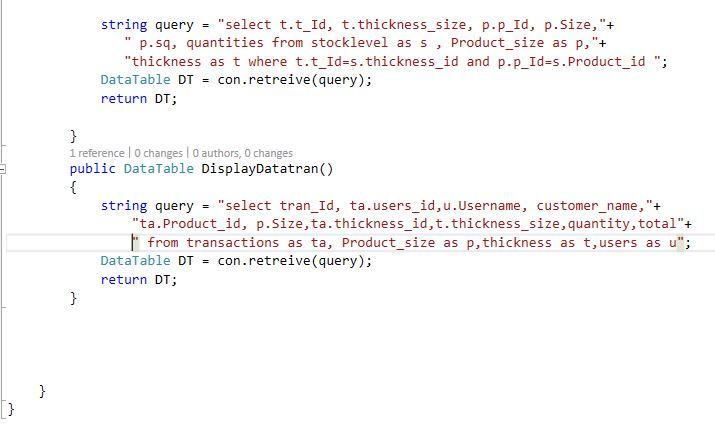 string query = "select t.t_Id, t.thickness_size, p.p_Id, p.Size,"+
" p.sq, quantities from stocklevel as s , Product_size as p,"+
"thickness as t where t.t_Id=s.thickness_id and p.p_Id=s.Product_id ";
DataTable DT = con.retreive(query);
return DT;
}
1 reference | 0 changes | 0 authors, 0 changes
public DataTable DisplayDatatran()
{
string query = "select tran_Id, ta.users_id,u.Username, customer_name,"+
"ta.Product_id, p.Size,ta.thickness_id,t.thickness_size,quantity,total"+
" from transactions as ta, Product_size as p,thickness as t,users as u";
DataTable DT = con.retreive(query);
return DT;
}
}
}